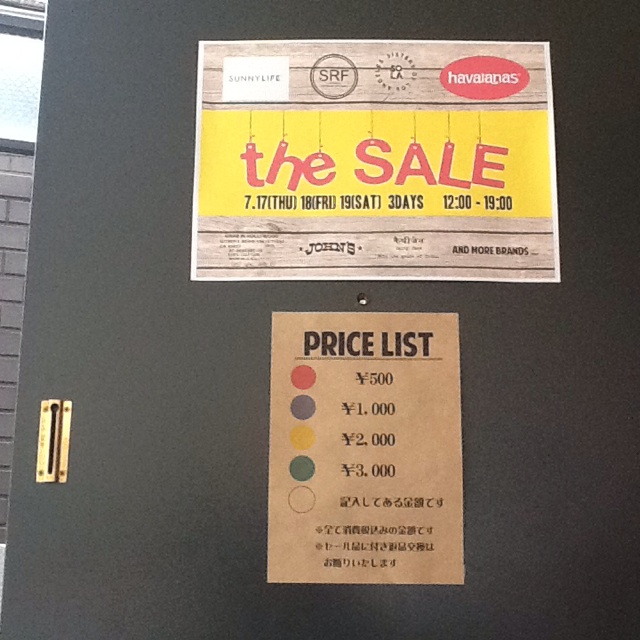 SUNNYLIFE
SRF
SOLA
havaianas
the SALE
7.17(THU) 18(FRI) 19(SAT) 3DAYS 12:00 - 19:00
JOHN'S
AND MORE BRANDS...
PRICE LIST
¥500
¥1,000
¥2,000
¥3,000
記入してある金額です
※全て消費税込みの金額です
※セール品に付き返品交換は
お断りいたします